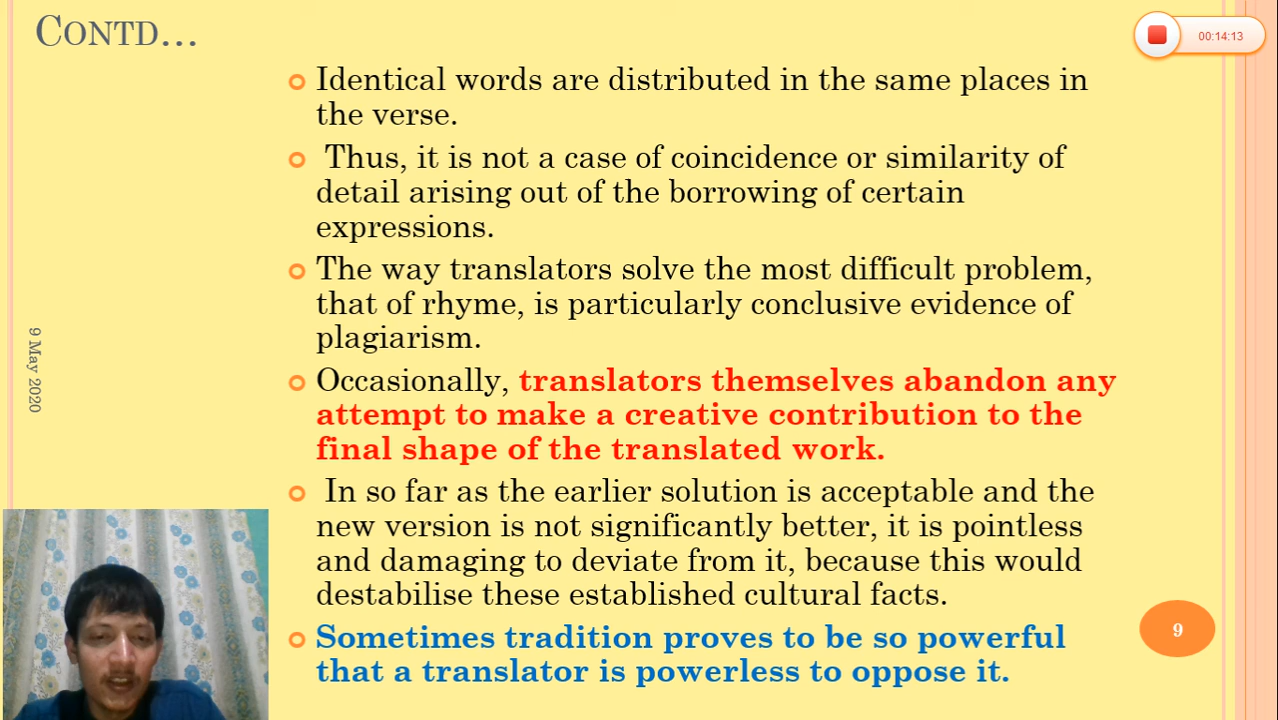 CONTD...
00:14:13
Identical words are distributed in the same places in
the verse.
Thus, it is not a case of coincidence or similarity of
detail arising out of the borrowing of certain
expressions.
The way translators solve the most difficult problem,
that of rhyme, is particularly conclusive evidence of
plagiarism.
Occasionally, translators themselves abandon any
attempt to make a creative contribution to the
final shape of the translated work.
In so far as the earlier solution is acceptable and the
new version is not significantly better, it is pointless
and damaging to deviate from it, because this would
destabilise these established cultural facts.
Sometimes tradition proves to be so powerful
that a translator is powerless to oppose it.
9 May 2020
9